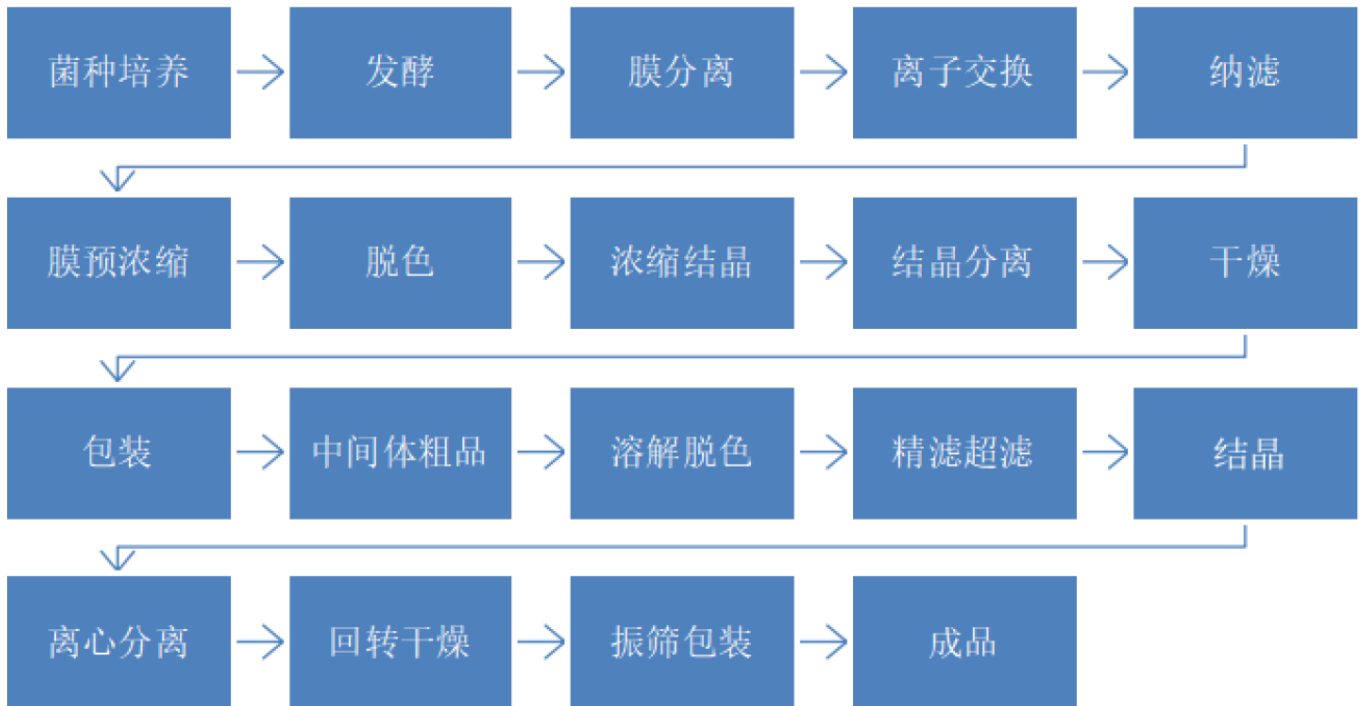 菌种培养
发酵
膜分离
离子交换
纳滤
膜预浓缩
脱色
浓缩结晶
结晶分离
干燥
包装
中间体粗品
溶解脱色
精滤超滤
结晶
离心分离
回转干燥
振筛包装
成品